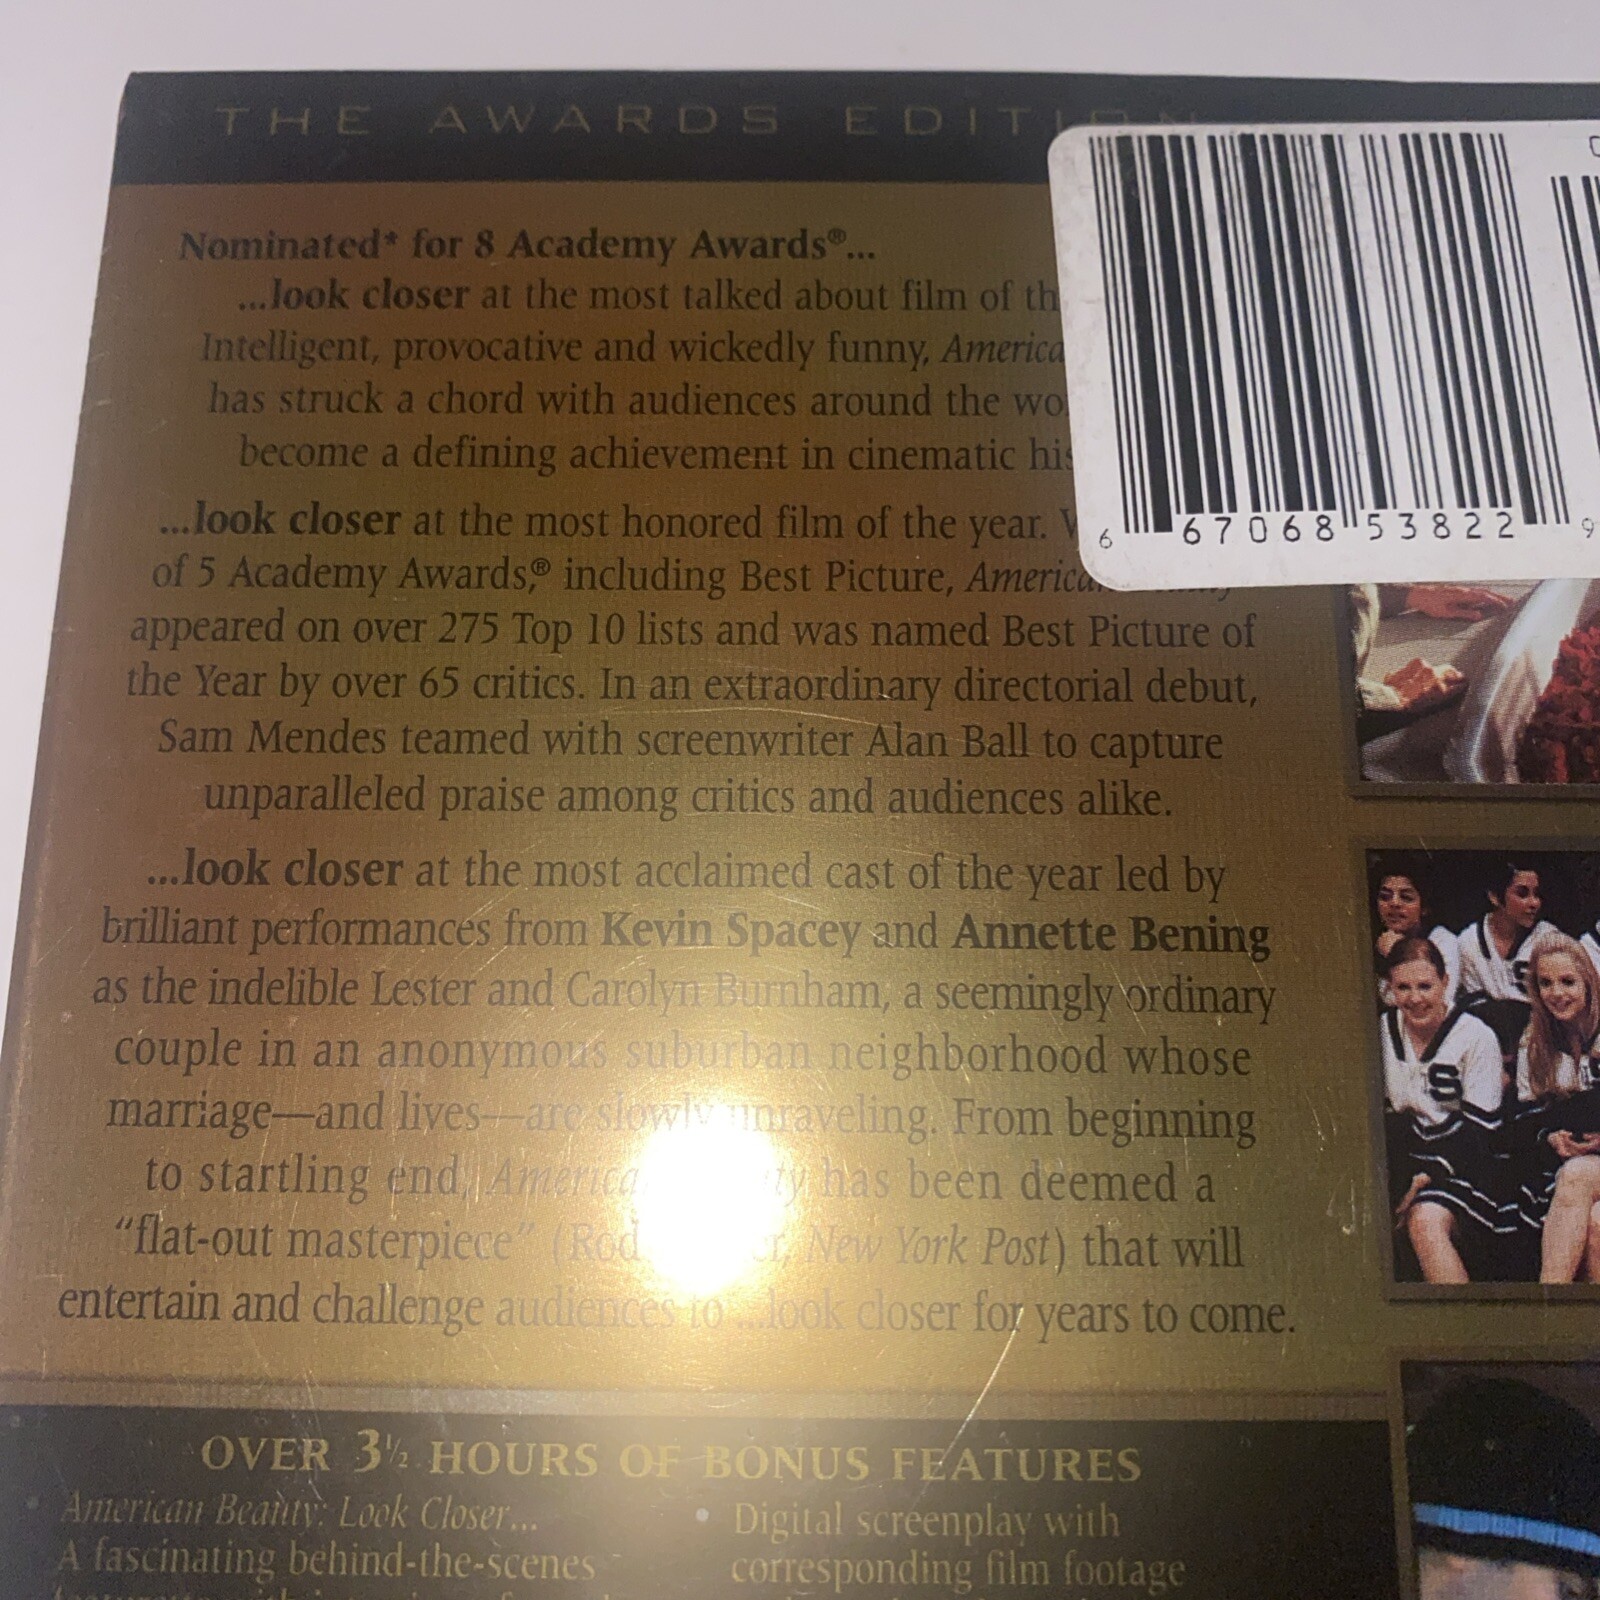 THE AWARDS EDITION
Nominated* for 8 Academy Awards®...
...look closer at the most talked about film of
Intelligent, provocative and wickedly funny,
has struck a chord with audiences around the
become a defining achievement in cinematic
...look closer at the most honored film of the year.
of 5 Academy Awards,® including Best Picture,
appeared on over 275 Top 10 lists and was named Best Picture of
the Year by over 65 critics. In an extraordinary directorial debut,
Sam Mendes teamed with screenwriter Alan Ball to capture
unparalleled praise among critics and audiences alike.
...look closer at the most acclaimed cast of the year led by
brilliant performances from Kevin Spacey and Annette Bening
as the indelible Lester and Carolyn Burnham, a seemingly ordinary
couple in an anonymous suburban neighborhood whose
marriage—and lives—are slowly unraveling. From beginning
to startling end, has been deemed a
“flat-out masterpiece” (Rod New York Post) that will
entertain and challenge audiences to ...look closer for years to come.
6 67068 53822 9
OVER 3½ HOURS OF BONUS FEATURES
American Beauty: Look Closer...
A fascinating behind-the-scenes
• Digital screenplay with
corresponding film footage
S
S